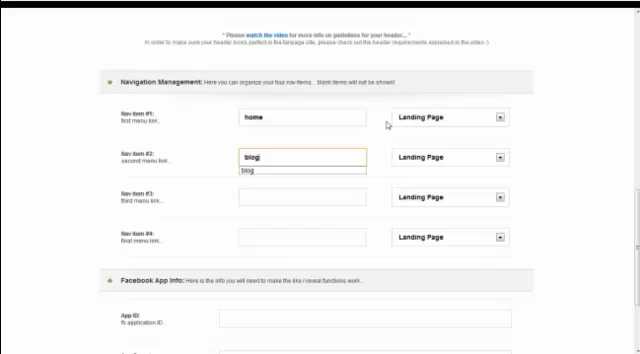 * Please watch the video for more info on guidelines for your header... *
In order to make sure your header looks perfect in the fanpage site, please check out the header requirements explained in the video :)
Navigation Management: Here you can organize your four nav items... blank items will not be shown!!
Nav item #1:
first menu link..
home
Landing Page
Nav item #2:
second menu link...
blog
Landing Page
blog
Nav item #3:
third menu link...
Landing Page
Nav item #4:
final menu link...
Landing Page
Facebook App Info: Here is the info you will need to make the like / reveal functions work...
App ID:
fb application ID..